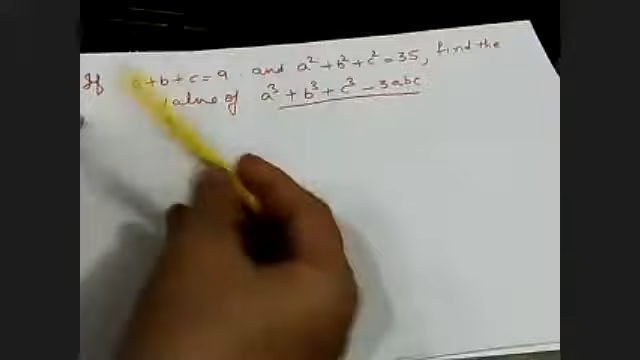 If a+b+c=9 and a²+b²+c²=35, find the
value of a³+b³+c³-3abc